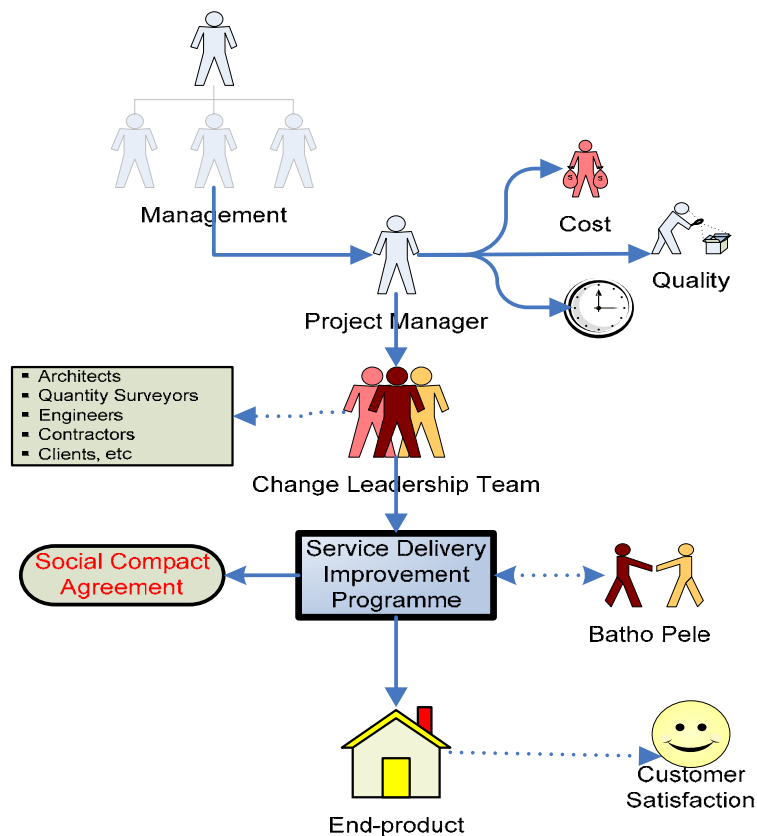 Management
$ $
Cost
Quality
Project Manager
▪ Architects
▪ Quantity Surveyors
▪ Engineers
▪ Contractors
▪ Clients, etc
Change Leadership Team
Social Compact
Agreement
Service Delivery
Improvement
Programme
Batho Pele
End-product
Customer
Satisfaction